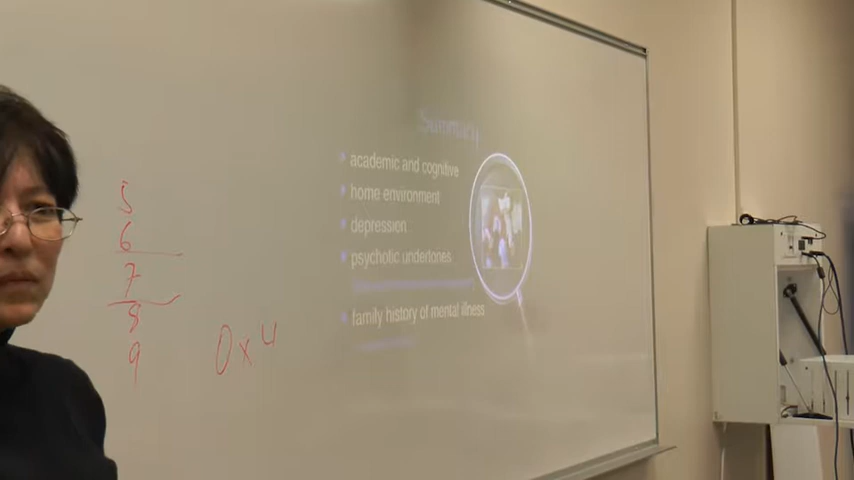 5
6
7
8
9
0x4
Summary
academic and cognitive
home environment
depression
psychotic undertones
family history of mental illness